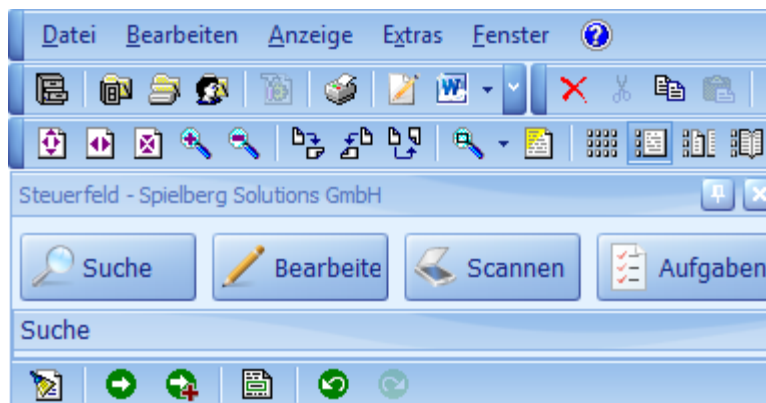 Datei Bearbeiten Anzeige Extras Fenster
Steuerfeld - Spielberg Solutions GmbH
Suche Bearbeite Scannen Aufgaben
Suche